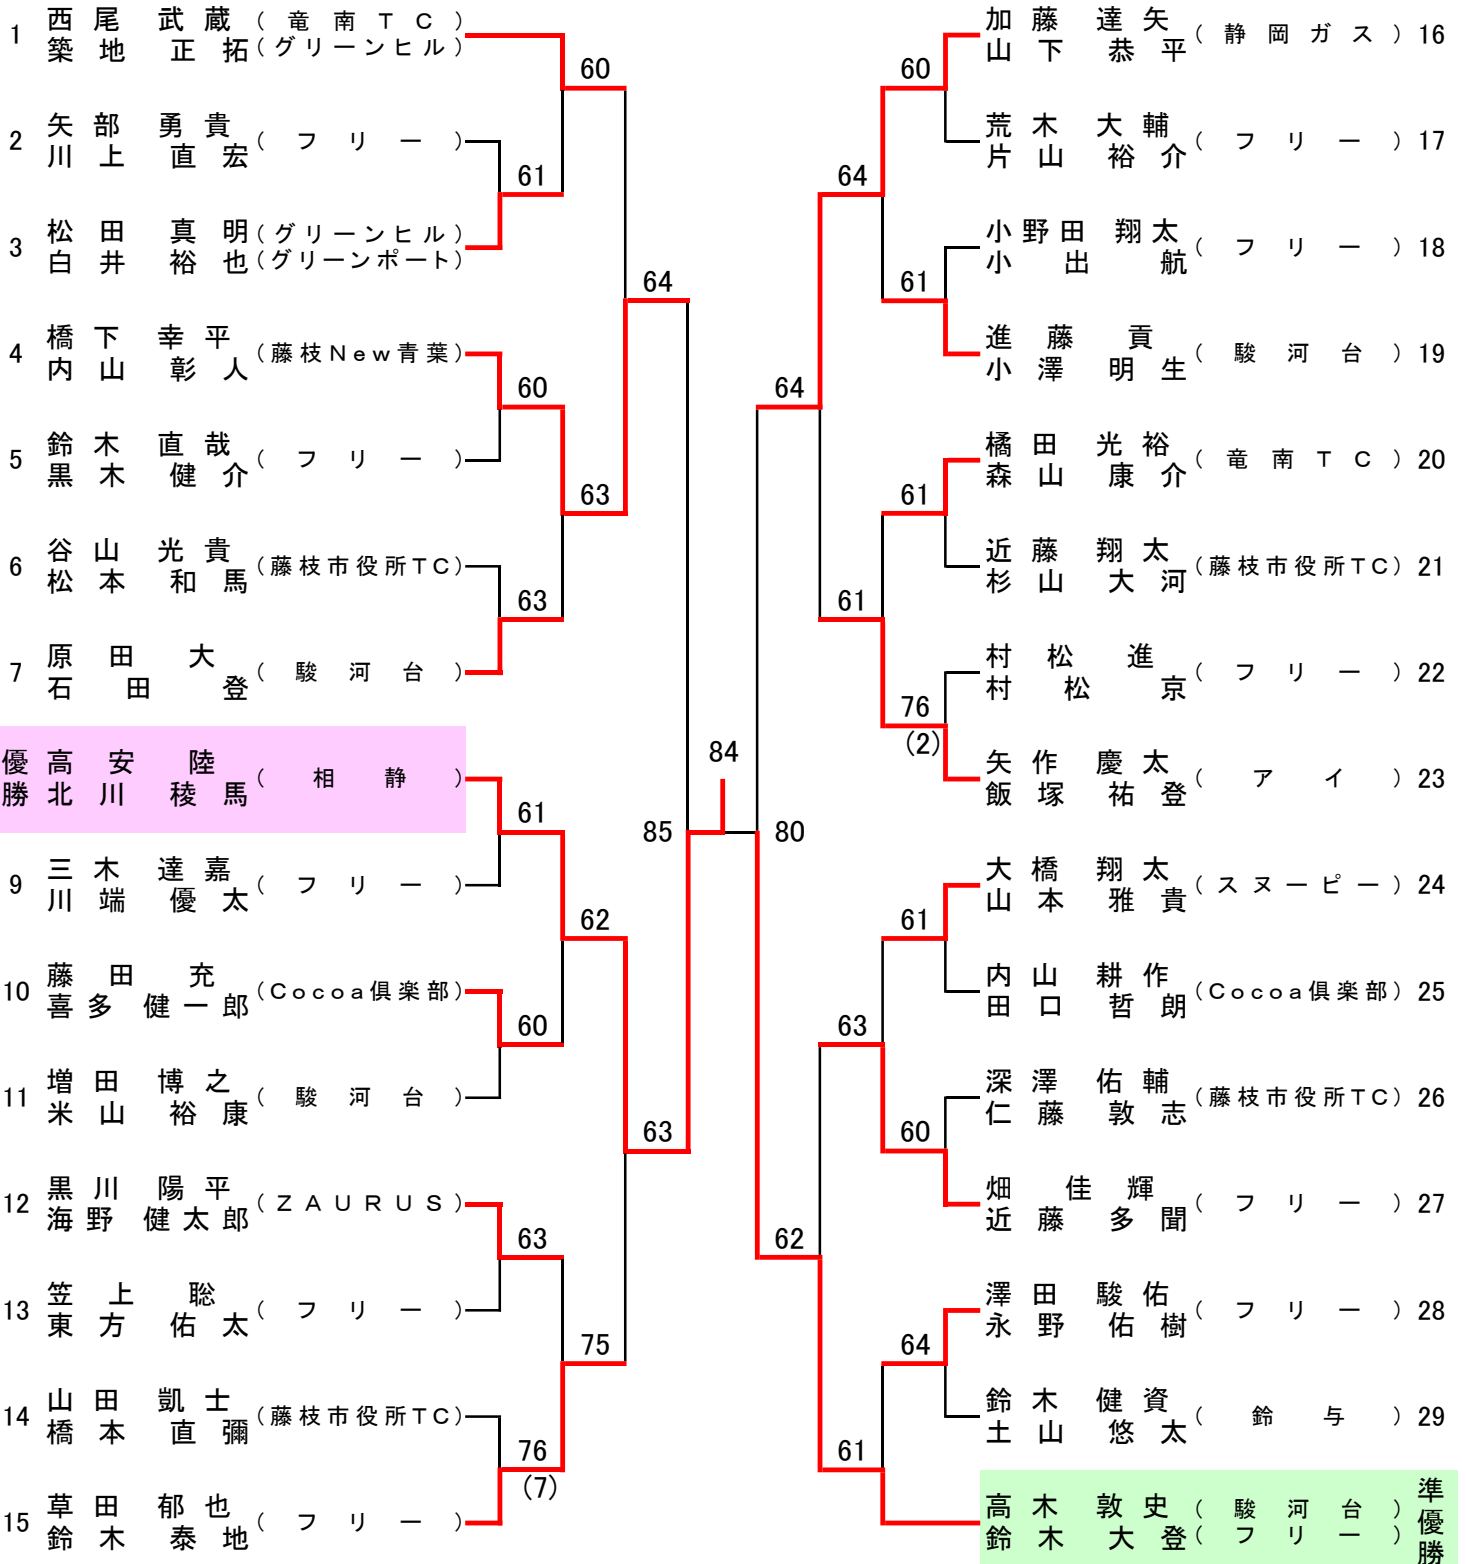 1 西尾 武蔵 (竜南TC)
築地 正拓 (グリーンヒル)
60
2 矢部 勇貴 (フリー)
川上 直宏
61
3 松田 真明 (グリーンヒル)
白井 裕也 (グリーンポート)
64
4 橋下 幸平 (藤枝New青葉)
内山 彰人
60
5 鈴木 直哉 (フリー)
黒木 健介
63
6 谷山 光貴 (藤枝市役所TC)
松本 和馬
63
7 原田 大 (駿河台)
石田 登
優勝 高安 陸 (相静)
北川 稜馬
61
85
84
9 三木 達嘉 (フリー)
川端 優太
62
10 藤田 充 (Cocoa倶楽部)
喜多 健一郎
60
11 増田 博之 (駿河台)
米山 裕康
63
12 黒川 陽平 (ZAURUS)
海野 健太郎
63
13 笠上 聡 (フリー)
東方 佑太
75
14 山田 凱士 (藤枝市役所TC)
橋本 直彌
76
(7)
15 草田 郁也 (フリー)
鈴木 泰地
加藤 達矢 (静岡ガス) 16
山下 恭平
60
荒木 大輔 (フリー) 17
片山 裕介
64
小野田 翔太 (フリー) 18
小出 航
61
進藤 貢 (駿河台) 19
小澤 明生
64
橘田 光裕 (竜南TC) 20
森山 康介
61
近藤 翔太 (藤枝市役所TC) 21
杉山 大河
61
村松 進 (フリー) 22
村松 京
76
(2)
矢作 慶太 (アイ) 23
飯塚 祐登
80
大橋 翔太 (スヌーピー) 24
山本 雅貴
61
内山 耕作 (Cocoa倶楽部) 25
田口 哲朗
63
深澤 佑輔 (藤枝市役所TC) 26
仁藤 敦志
60
畑 佳輝 (フリー) 27
近藤 多聞
62
澤田 駿佑 (フリー) 28
永野 佑樹
64
鈴木 健資 (鈴与) 29
土山 悠太
61
高木 敦史 (駿河台) 準優勝
鈴木 大登 (フリー)